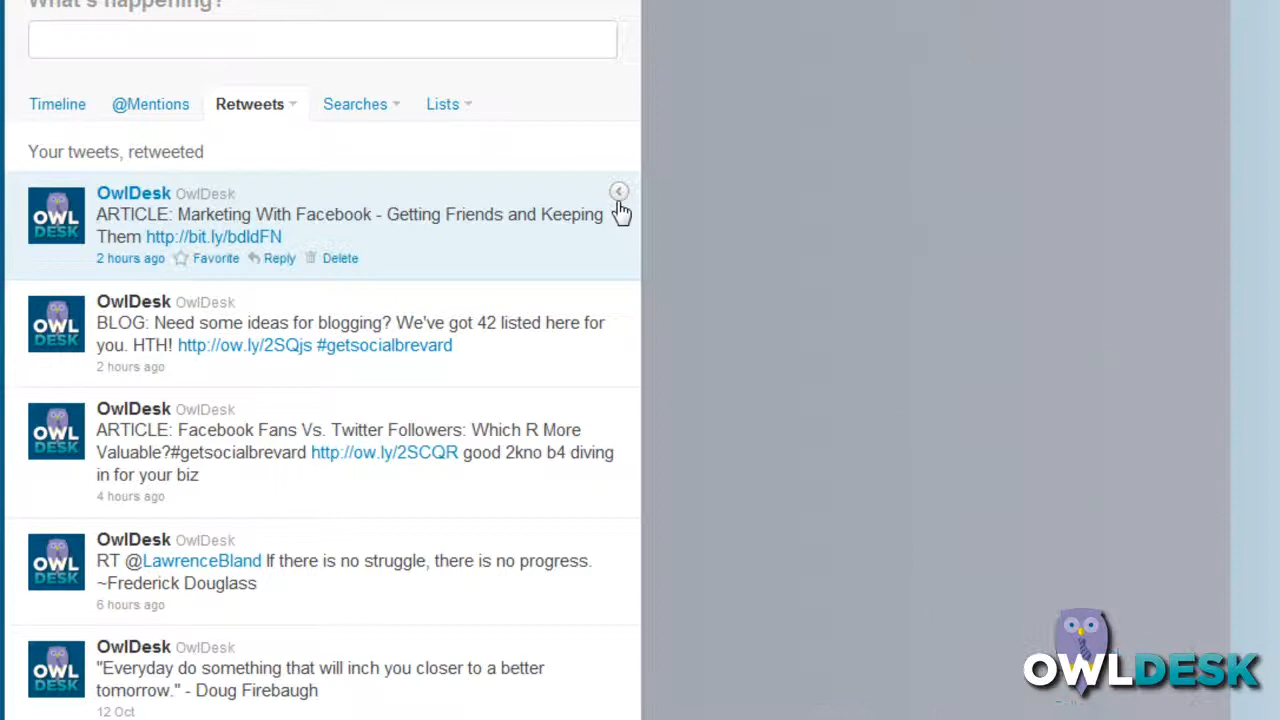 What's happening?
Timeline @Mentions Retweets Searches Lists
Your tweets, retweeted
OWL
DESK
OwlDesk OwlDesk
ARTICLE: Marketing With Facebook - Getting Friends and Keeping
Them http://bit.ly/bdIdFN
2 hours ago Favorite Reply Delete
OWL
DESK
OwlDesk OwlDesk
BLOG: Need some ideas for blogging? We've got 42 listed here for
you. HTH! http://ow.ly/2SQjs #getsocialbrevard
2 hours ago
OWL
DESK
OwlDesk OwlDesk
ARTICLE: Facebook Fans Vs. Twitter Followers: Which R More
Valuable?#getsocialbrevard http://ow.ly/2SCQR good 2kno b4 diving
in for your biz
4 hours ago
OWL
DESK
OwlDesk OwlDesk
RT @LawrenceBland If there is no struggle, there is no progress.
~Frederick Douglass
6 hours ago
OWL
DESK
OwlDesk OwlDesk
"Everyday do something that will inch you closer to a better
tomorrow." - Doug Firebaugh
12 Oct
OWLDESK